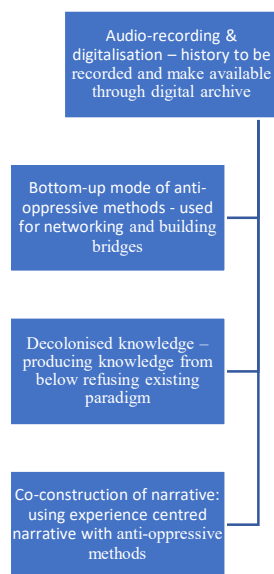 Audio-recording &
digitalisation – history to be
recorded and make available
through digital archive
Bottom-up mode of anti-
oppressive methods - used
for networking and building
bridges
Decolonised knowledge –
producing knowledge from
below refusing existing
paradigm
Co-construction of narrative:
using experience centred
narrative with anti-oppressive
methods